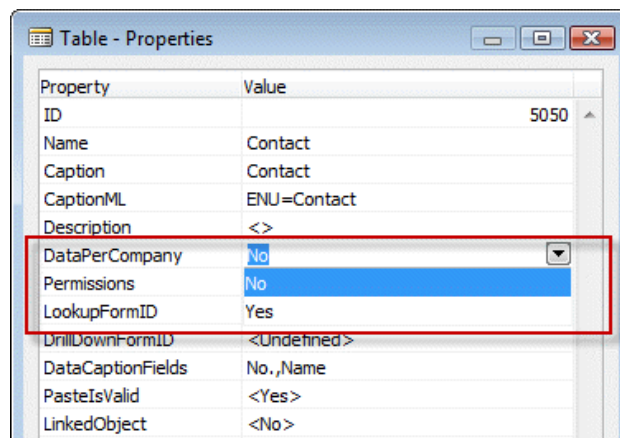 Table - Properties
Property Value
ID 5050
Name Contact
Caption Contact
CaptionML ENU=Contact
Description <>
DataPerCompany No
Permissions No
LookupFormID Yes
DrillDownFormID <Undefined>
DataCaptionFields No.,Name
PasteIsValid <Yes>
LinkedObject <No>